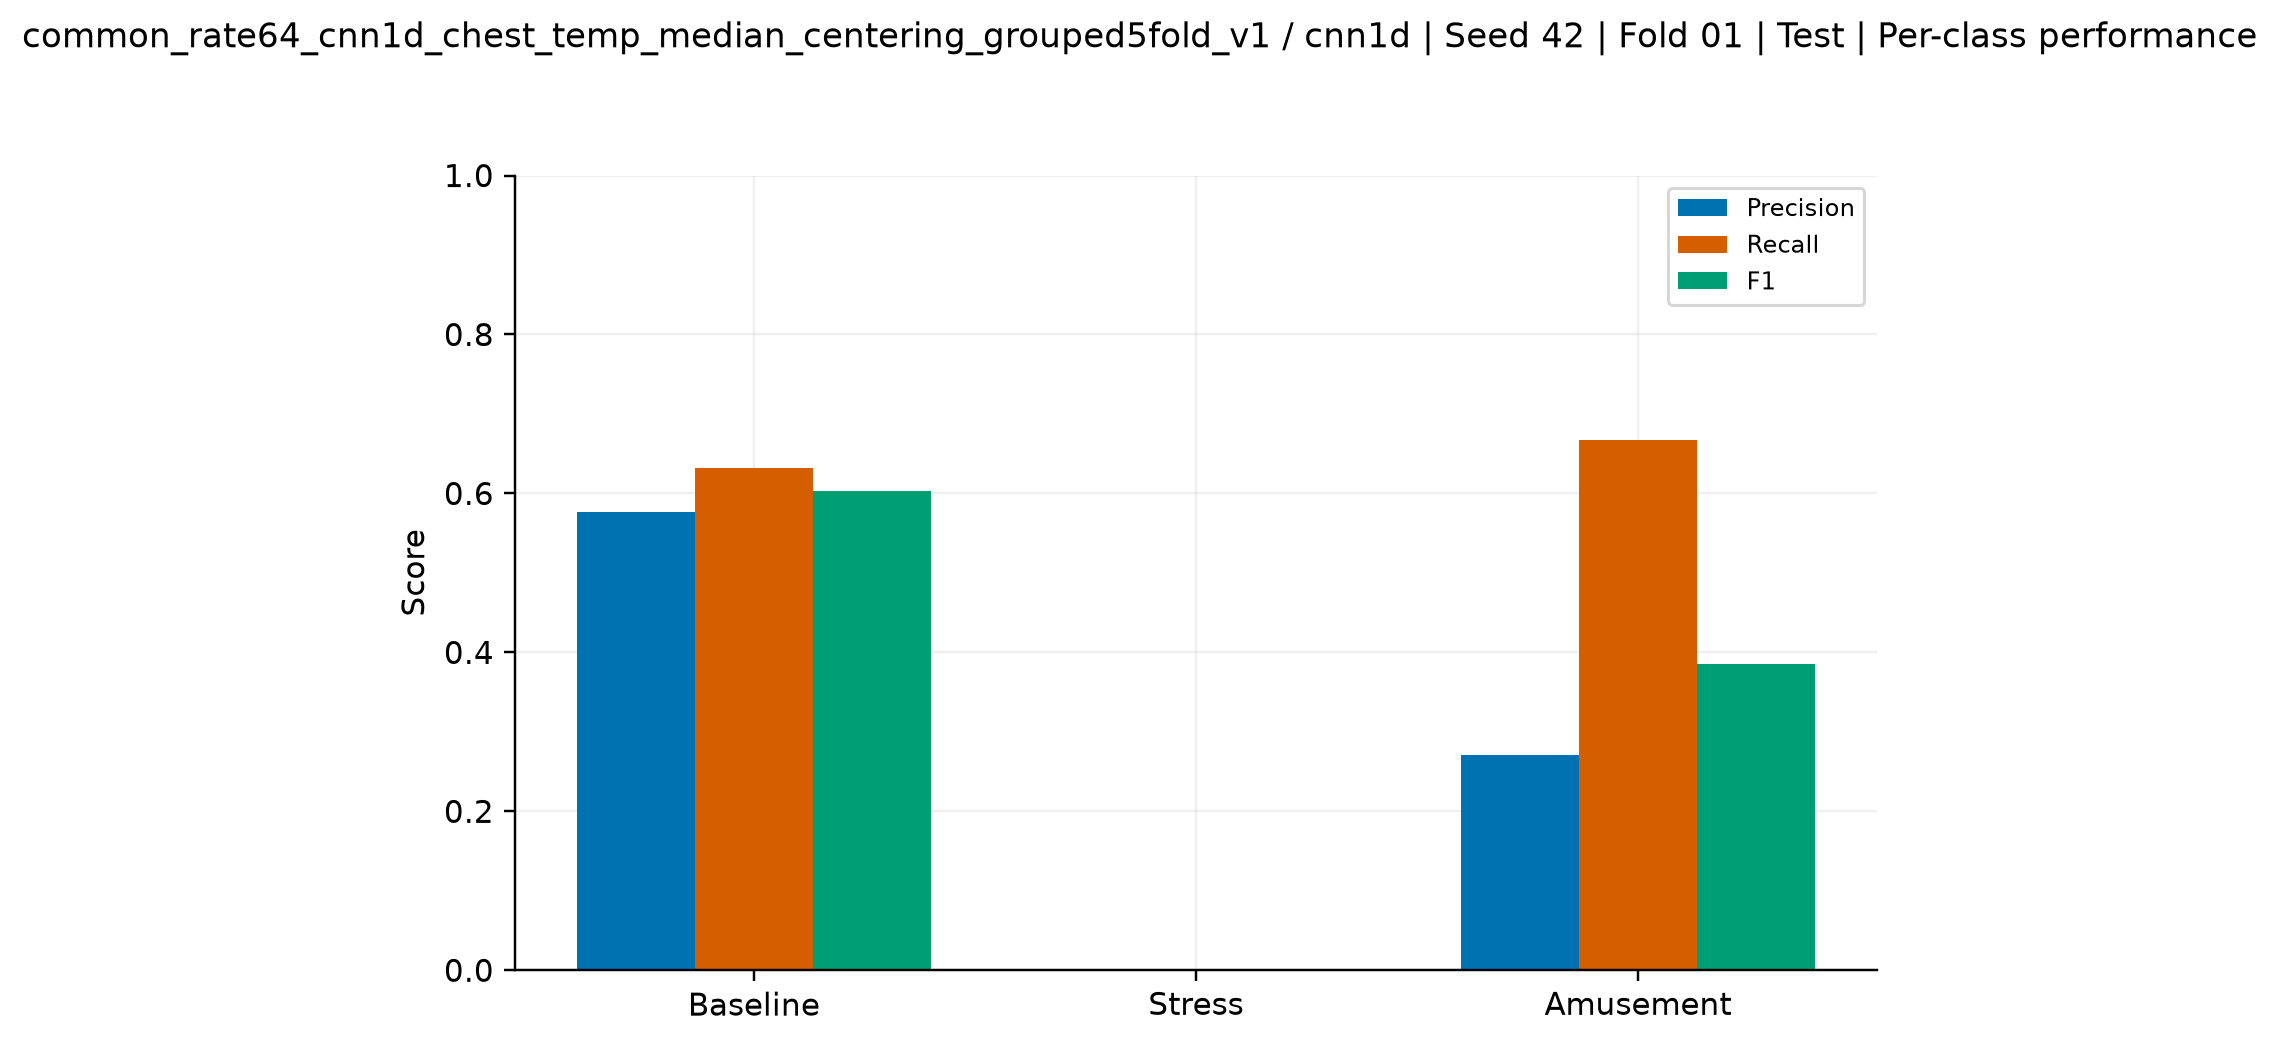 common_rate64_cnn1d_chest_temp_median_centering_grouped5fold_v1 / cnn1d | Seed 42 | Fold 01 | Test | Per-class performance
1.0
0.8
0.6
0.4
0.2
0.0
Score
Precision
Recall
F1
Baseline
Stress
Amusement